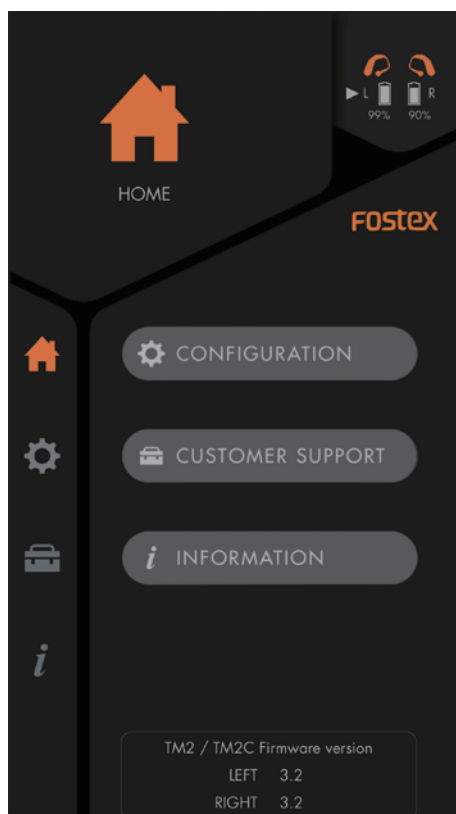 L R
99% 90%
HOME
FOSTEX
CONFIGURATION
CUSTOMER SUPPORT
i INFORMATION
i
TM2 / TM2C Firmware version
LEFT 3.2
RIGHT 3.2